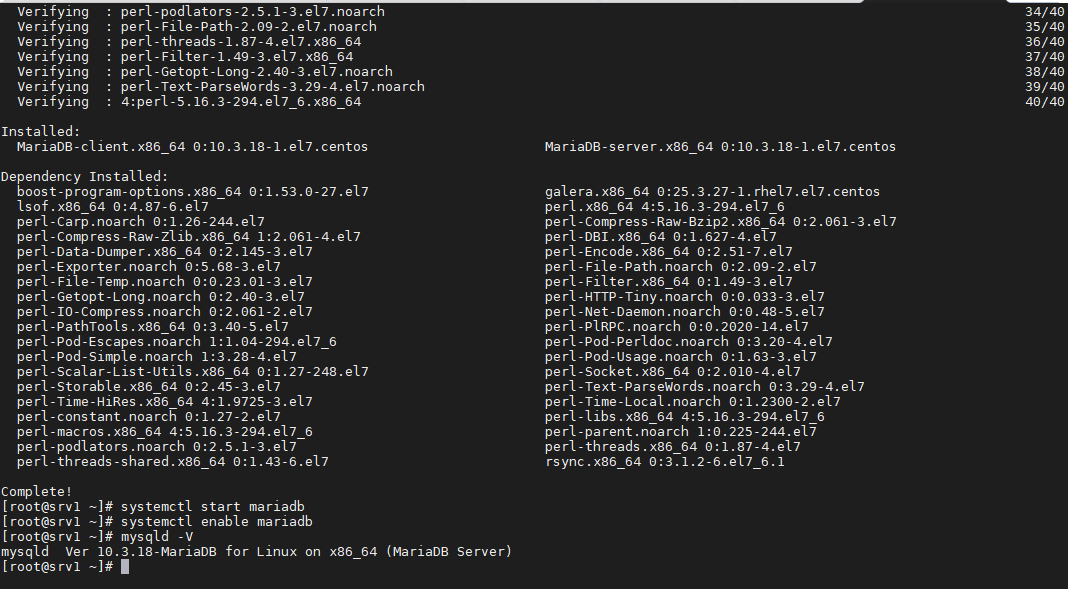 Verifying  : perl-podlators-2.5.1-3.el7.noarch 34/40
Verifying  : perl-File-Path-2.09-2.el7.noarch 35/40
Verifying  : perl-threads-1.87-4.el7.x86_64 36/40
Verifying  : perl-Filter-1.49-3.el7.x86_64 37/40
Verifying  : perl-Getopt-Long-2.40-3.el7.noarch 38/40
Verifying  : perl-Text-ParseWords-3.29-4.el7.noarch 39/40
Verifying  : 4:perl-5.16.3-294.el7_6.x86_64 40/40
Installed:
MariaDB-client.x86_64 0:10.3.18-1.el7.centos MariaDB-server.x86_64 0:10.3.18-1.el7.centos
Dependency Installed:
boost-program-options.x86_64 0:1.53.0-27.el7 galera.x86_64 0:25.3.27-1.rhel7.el7.centos
lsof.x86_64 0:4.87-6.el7 perl.x86_64 4:5.16.3-294.el7_6
perl-Carp.noarch 0:1.26-244.el7 perl-Compress-Raw-Bzip2.x86_64 0:2.061-3.el7
perl-Compress-Raw-Zlib.x86_64 1:2.061-4.el7 perl-DBI.x86_64 0:1.627-4.el7
perl-Data-Dumper.x86_64 0:2.145-3.el7 perl-Encode.x86_64 0:2.51-7.el7
perl-Exporter.noarch 0:5.68-3.el7 perl-File-Path.noarch 0:2.09-2.el7
perl-File-Temp.noarch 0:0.23.01-3.el7 perl-Filter.x86_64 0:1.49-3.el7
perl-Getopt-Long.noarch 0:2.40-3.el7 perl-HTTP-Tiny.noarch 0:0.033-3.el7
perl-IO-Compress.noarch 0:2.061-2.el7 perl-Net-Daemon.noarch 0:0.48-5.el7
perl-PathTools.x86_64 0:3.40-5.el7 perl-PlRPC.noarch 0:0.2020-14.el7
perl-Pod-Escapes.noarch 1:1.04-294.el7_6 perl-Pod-Perldoc.noarch 0:3.20-4.el7
perl-Pod-Simple.noarch 1:3.28-4.el7 perl-Pod-Usage.noarch 0:1.63-3.el7
perl-Scalar-List-Utils.x86_64 0:1.27-248.el7 perl-Socket.x86_64 0:2.010-4.el7
perl-Storable.x86_64 0:2.45-3.el7 perl-Text-ParseWords.noarch 0:3.29-4.el7
perl-Time-HiRes.x86_64 4:1.9725-3.el7 perl-Time-Local.noarch 0:1.2300-2.el7
perl-constant.noarch 0:1.27-2.el7 perl-libs.x86_64 4:5.16.3-294.el7_6
perl-macros.x86_64 4:5.16.3-294.el7_6 perl-parent.noarch 1:0.225-244.el7
perl-podlators.noarch 0:2.5.1-3.el7 perl-threads.x86_64 0:1.87-4.el7
perl-threads-shared.x86_64 0:1.43-6.el7 rsync.x86_64 0:3.1.2-6.el7_6.1
Complete!
[root@srv1 ~]# systemctl start mariadb
[root@srv1 ~]# systemctl enable mariadb
[root@srv1 ~]# mysqld -V
mysqld  Ver 10.3.18-MariaDB for Linux on x86_64 (MariaDB Server)
[root@srv1 ~]#